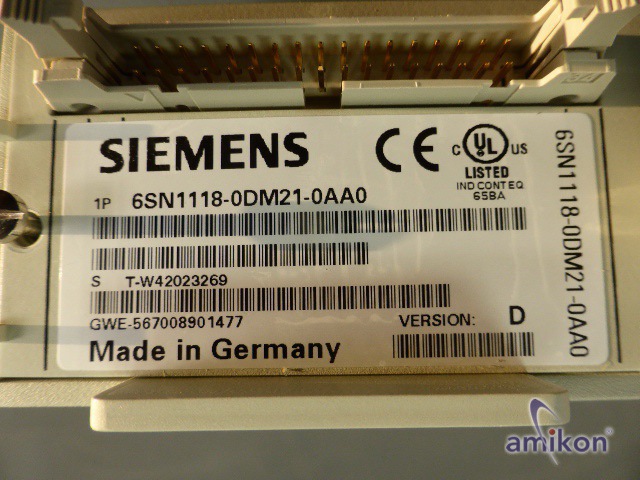 SIEMENS
CE
C UL US
LISTED
IND CONT EQ
65BA
1P 6SN1118-0DM21-0AA0
S T-W42023269
GWE-567008901477
VERSION: D
Made in Germany
6SN1118-0DM21-0AA0
amikon®